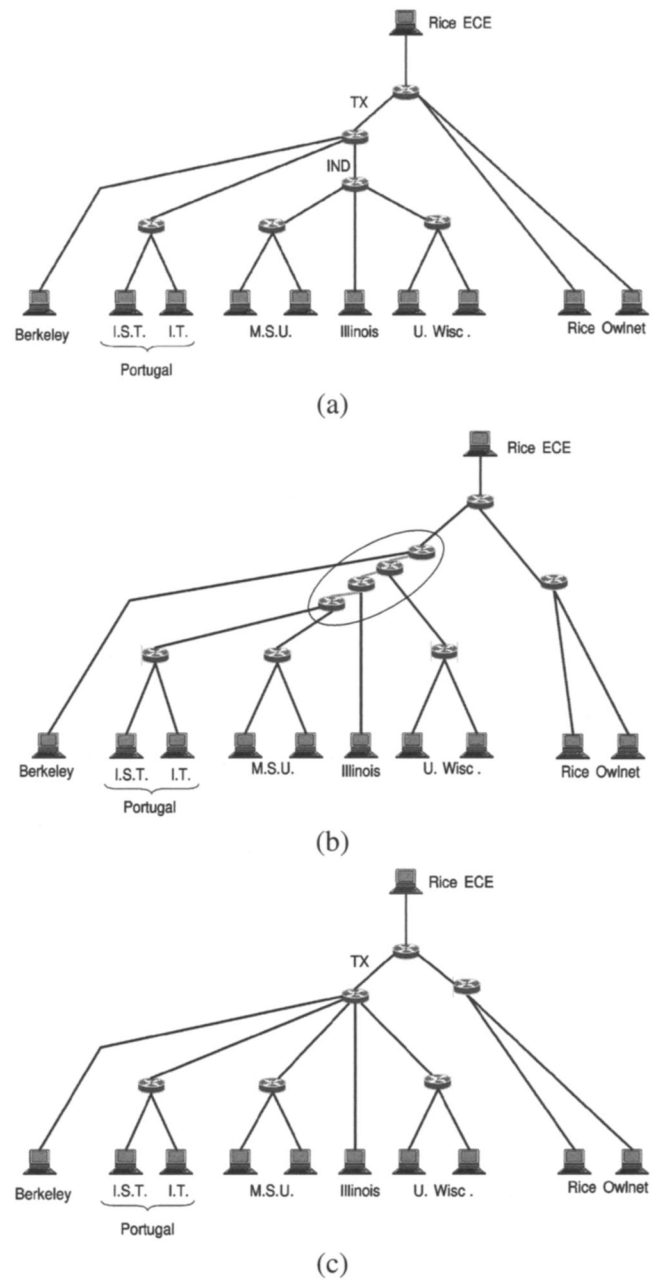 Rice ECE
TX
IND
Berkeley I.S.T. I.T. M.S.U. Illinois U. Wisc . Rice Owlnet
Portugal
(a)
Rice ECE
Berkeley I.S.T. I.T. M.S.U. Illinois U. Wisc . Rice Owlnet
Portugal
(b)
Rice ECE
TX
Berkeley I.S.T. I.T. M.S.U. Illinois U. Wisc . Rice Owlnet
Portugal
(c)